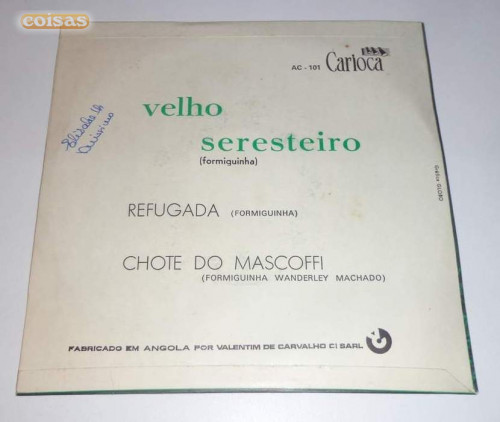 coisas
AC - 101 Carioca
velho
seresteiro
(formiguinha)
REFUGADA (FORMIGUINHA)
CHOTE DO MASCOFFI
(FORMIGUINHA WANDERLEY MACHADO)
FABRICADO EM ANGOLA POR VALENTIM DE CARVALHO CI SARL